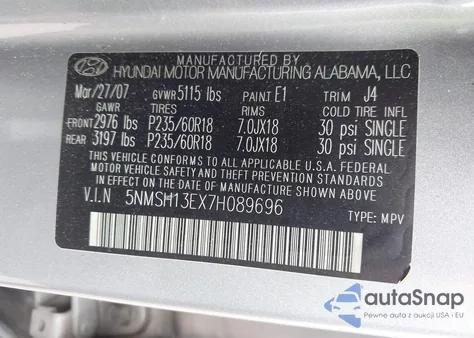 MANUFACTURED BY
HYUNDAI MOTOR MANUFACTURING ALABAMA, LLC.
Mar/27/07 GVWR 5115 lbs PAINT E1 TRIM J4
GAWR TIRES RIMS COLD TIRE INFL
FRONT 2976 lbs P235/60R18 7.0JX18 30 psi SINGLE
REAR 3197 lbs P235/60R18 7.0JX18 30 psi SINGLE
THIS VEHICLE CONFORMS TO ALL APPLICABLE U.S.A. FEDERAL
MOTOR VEHICLE SAFETY AND THEFT PREVENTION STANDARDS
IN EFFECT ON THE DATE OF MANUFACTURE SHOWN ABOVE.
V.I.N 5NMSH13EX7H089696 TYPE: MPV
autoSnap
Pewne auta z aukcji USA i EU